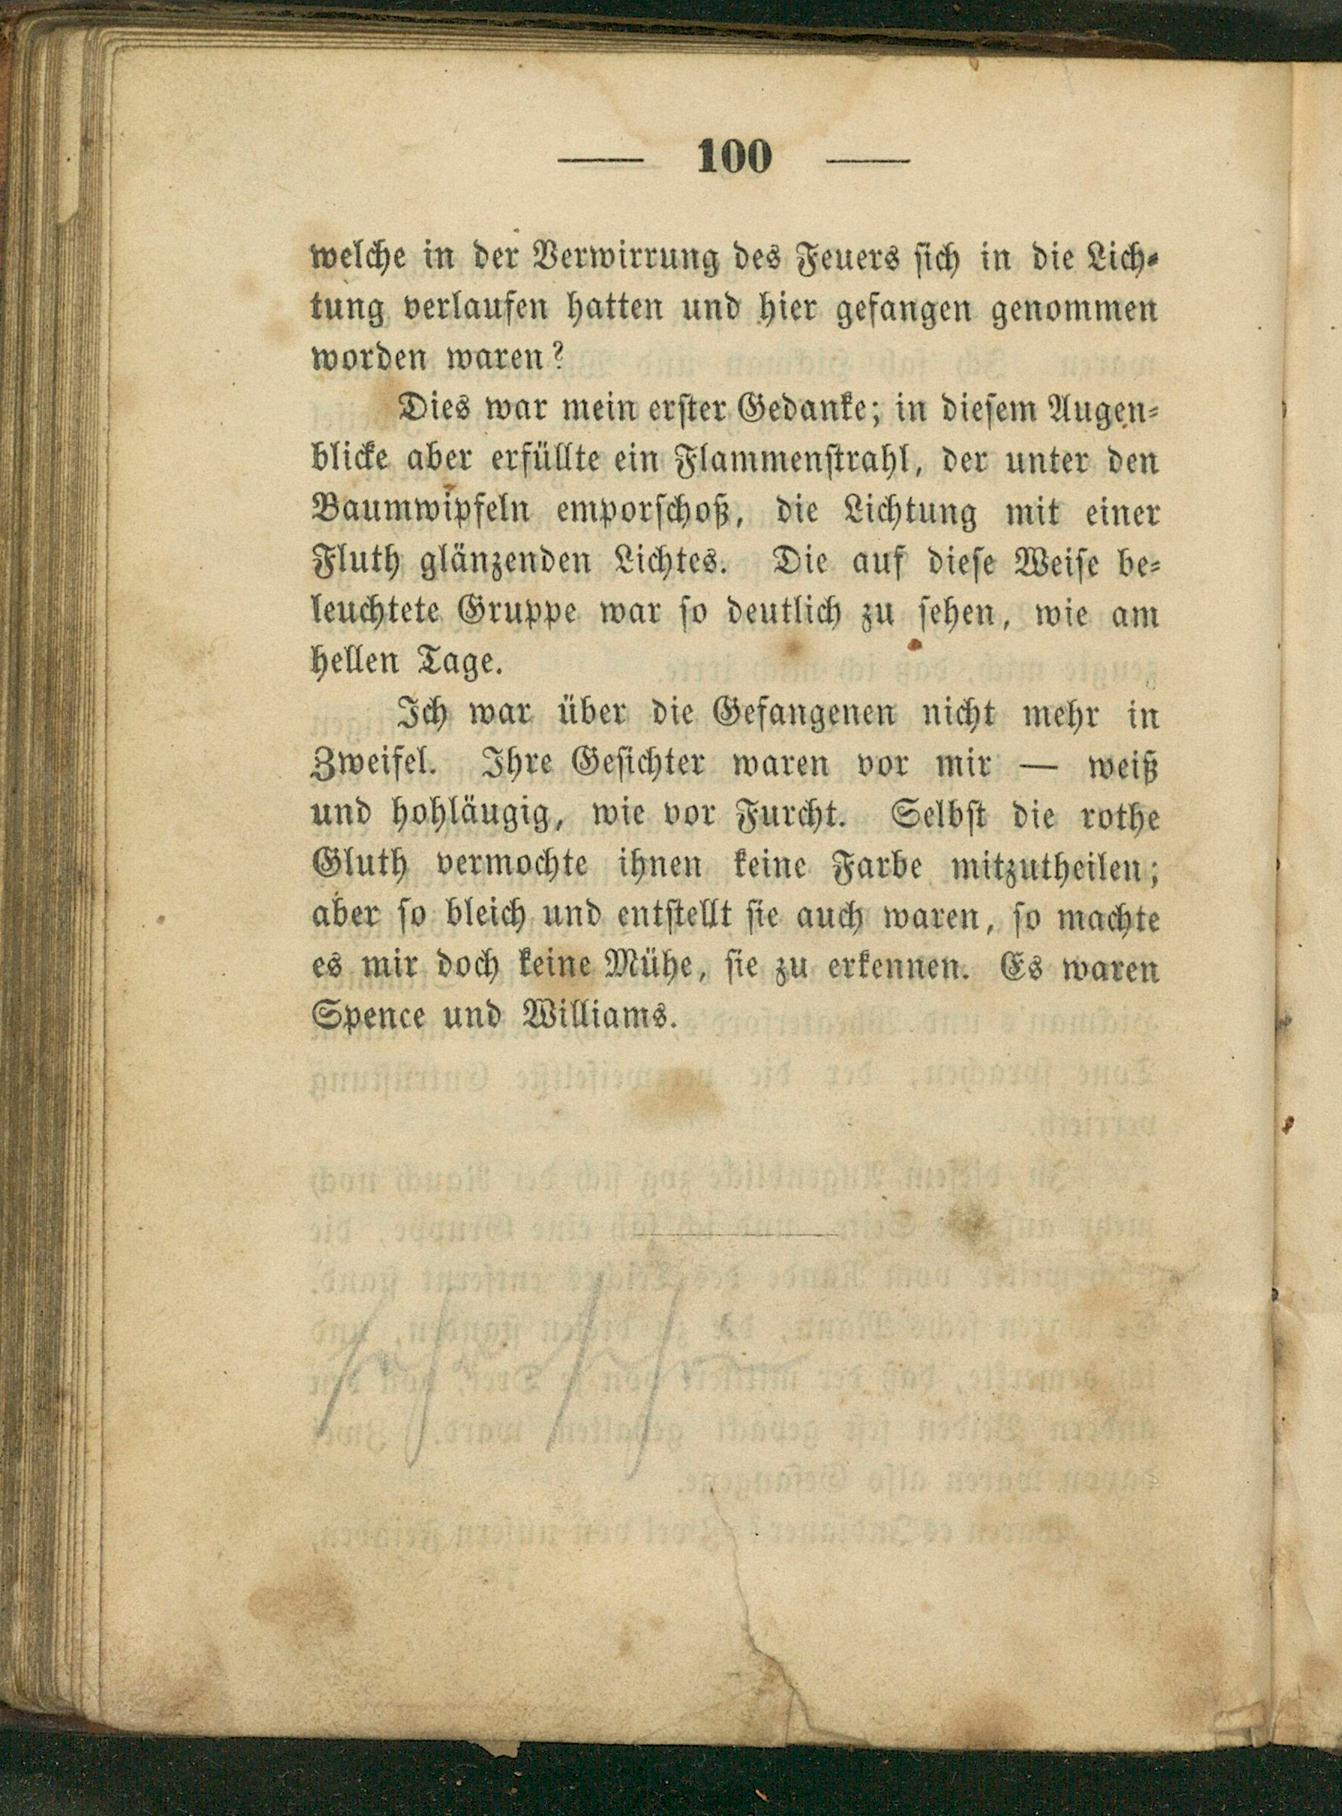 — 100 —
welche in der Verwirrung des Feuers sich in die Lich-
tung verlaufen hatten und hier gefangen genommen
worden waren?
Dies war mein erster Gedanke; in diesem Augen-
blicke aber erfüllte ein Flammenstrahl, der unter den
Baumwipfeln emporschoß, die Lichtung mit einer
Fluth glänzenden Lichtes. Die auf diese Weise be-
leuchtete Gruppe war so deutlich zu sehen, wie am
hellen Tage.
Ich war über die Gefangenen nicht mehr in
Zweifel. Ihre Gesichter waren vor mir — weiß
und hohläugig, wie vor Furcht. Selbst die rothe
Gluth vermochte ihnen keine Farbe mitzutheilen;
aber so bleich und entstellt sie auch waren, so machte
es mir doch keine Mühe, sie zu erkennen. Es waren
Spence und Williams.